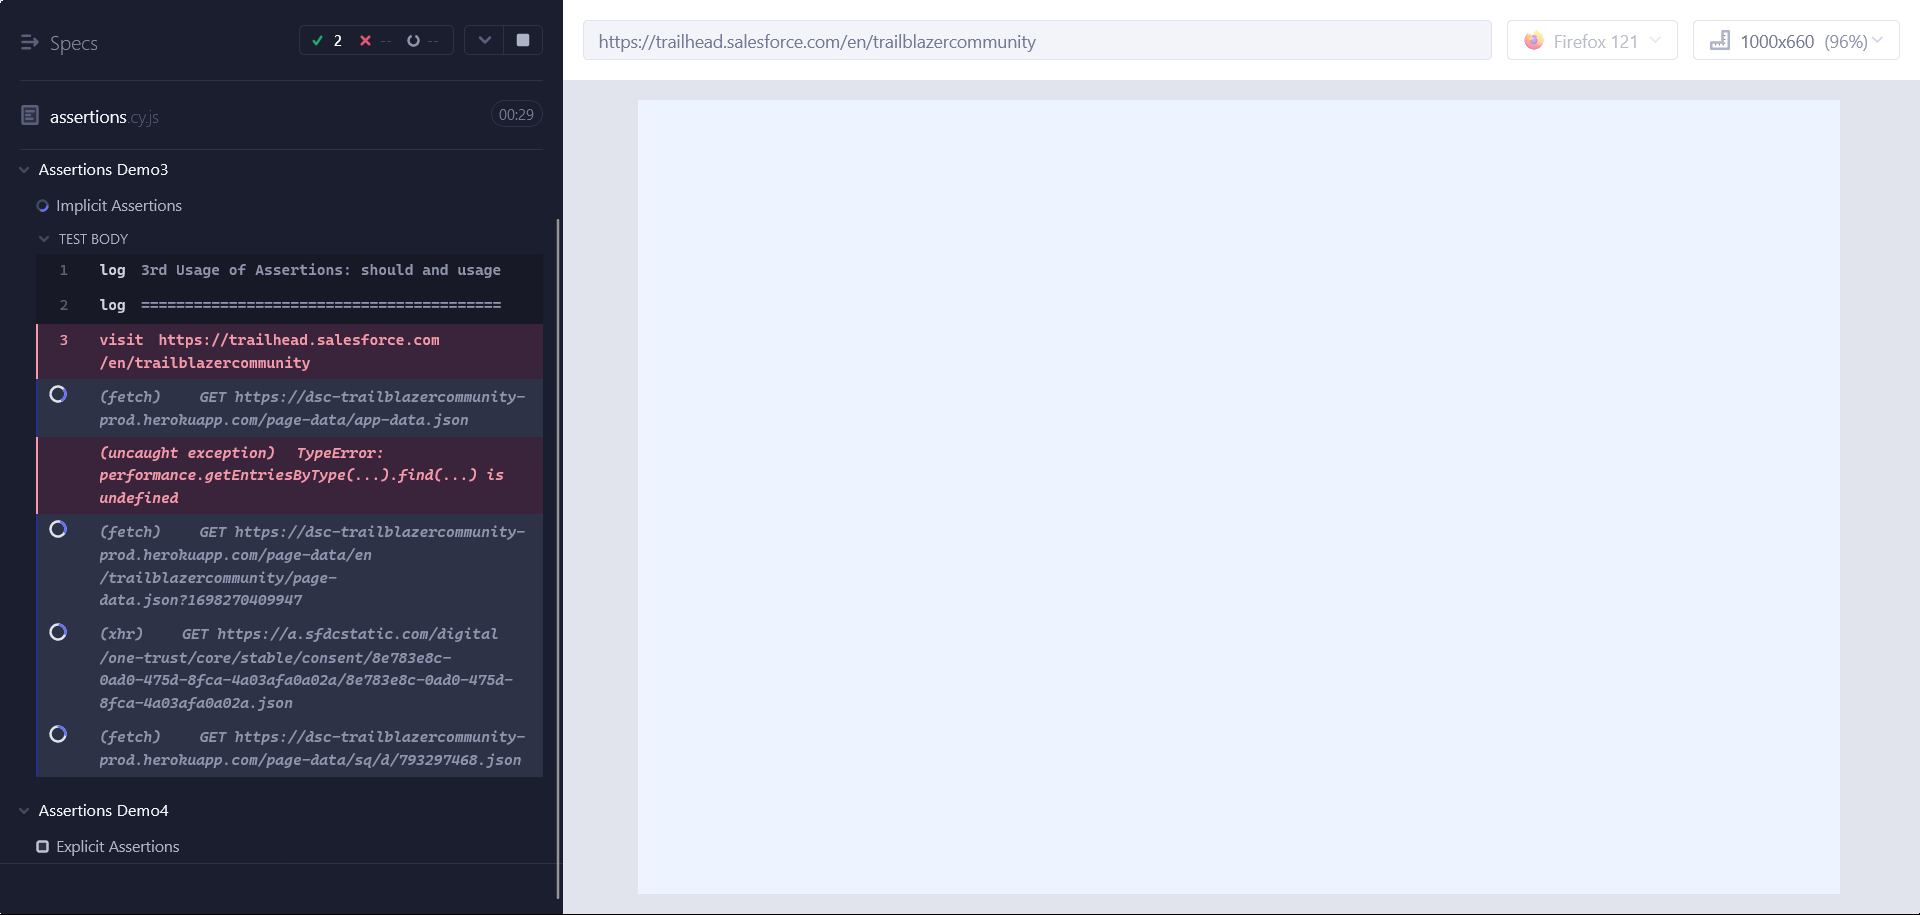 Specs
2 -- --
assertions.cy.js
00:29
Assertions Demo3
Implicit Assertions
TEST BODY
1 log 3rd Usage of Assertions: should and usage
2 log =========================================
3 visit https://trailhead.salesforce.com
/en/trailblazercommunity
(fetch) GET https://dsc-trailblazercommunity-
prod.herokuapp.com/page-data/app-data.json
(uncaught exception) TypeError:
performance.getEntriesByType(...).find(...) is
undefined
(fetch) GET https://dsc-trailblazercommunity-
prod.herokuapp.com/page-data/en
/trailblazercommunity/page-
data.json?1698270409947
(xhr) GET https://a.sfdcstatic.com/digital
/one-trust/core/stable/consent/8e783e8c-
0ad0-475d-8fca-4a03afa0a02a/8e783e8c-0ad0-475d-
8fca-4a03afa0a02a.json
(fetch) GET https://dsc-trailblazercommunity-
prod.herokuapp.com/page-data/sq/d/793297468.json
Assertions Demo4
Explicit Assertions
https://trailhead.salesforce.com/en/trailblazercommunity
Firefox 121
1000x660 (96%)